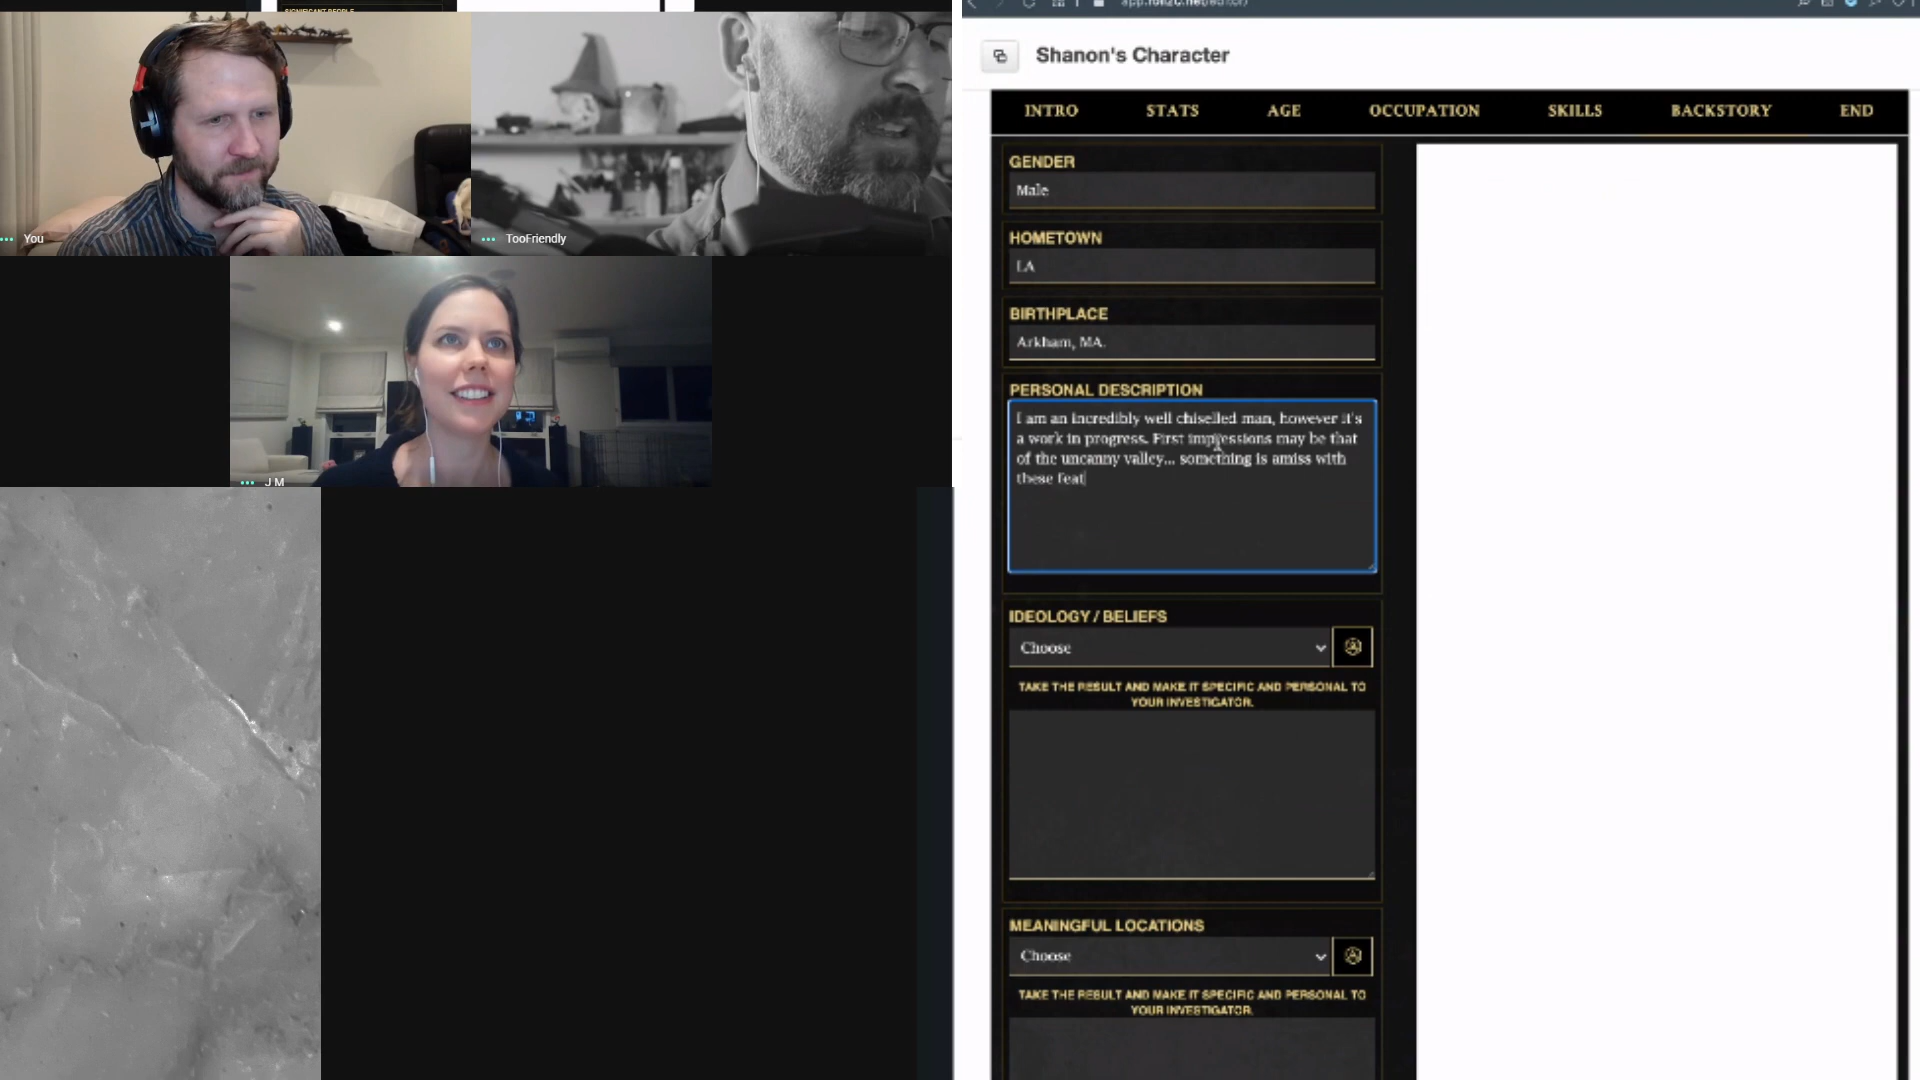 SIGNIFICANT PEOPLE
You
TooFriendly
J M
Shanon's Character
INTRO STATS AGE OCCUPATION SKILLS BACKSTORY END
GENDER
Male
HOMETOWN
LA
BIRTHPLACE
Arkham, MA.
PERSONAL DESCRIPTION
I am an incredibly well chiselled man, however it's
a work in progress. First impressions may be that
of the uncanny valley... something is amiss with
these feat
IDEOLOGY / BELIEFS
Choose
TAKE THE RESULT AND MAKE IT SPECIFIC AND PERSONAL TO
YOUR INVESTIGATOR.
MEANINGFUL LOCATIONS
Choose
TAKE THE RESULT AND MAKE IT SPECIFIC AND PERSONAL TO
YOUR INVESTIGATOR.